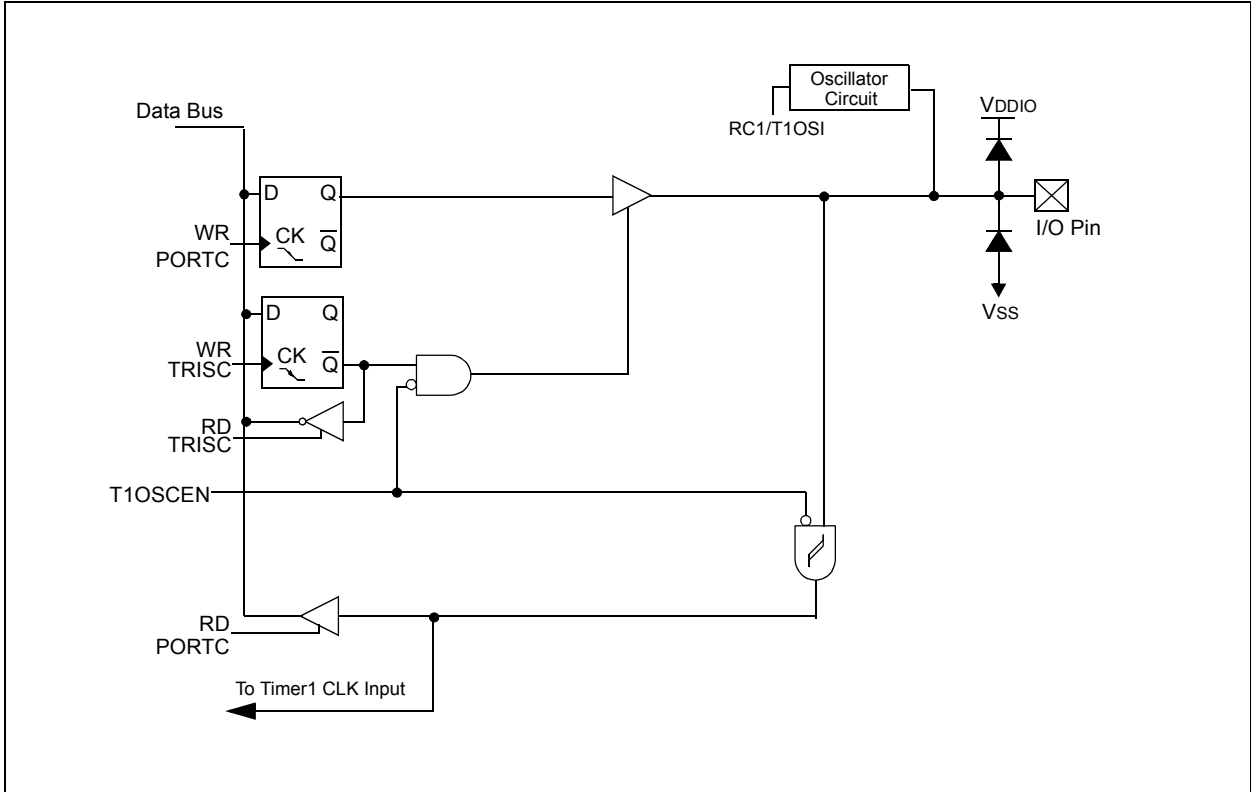 Oscillator
Circuit
RC1/T1OSI
VDDIO
Data Bus
D Q
CK Q̅
WR
PORTC
I/O Pin
VSS
D Q
CK Q̅
WR
TRISC
RD
TRISC
T1OSCEN
RD
PORTC
To Timer1 CLK Input